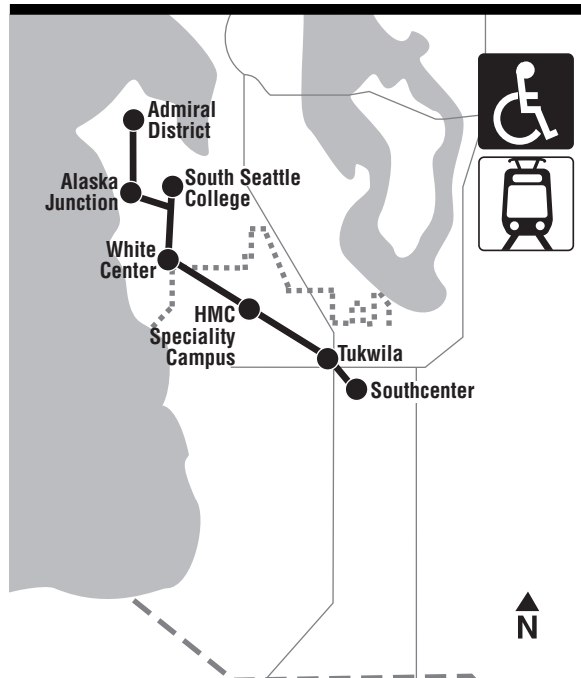 Admiral
District
South Seattle
College
Alaska
Junction
White
Center
HMC
Speciality
Campus
Tukwila
Southcenter
N